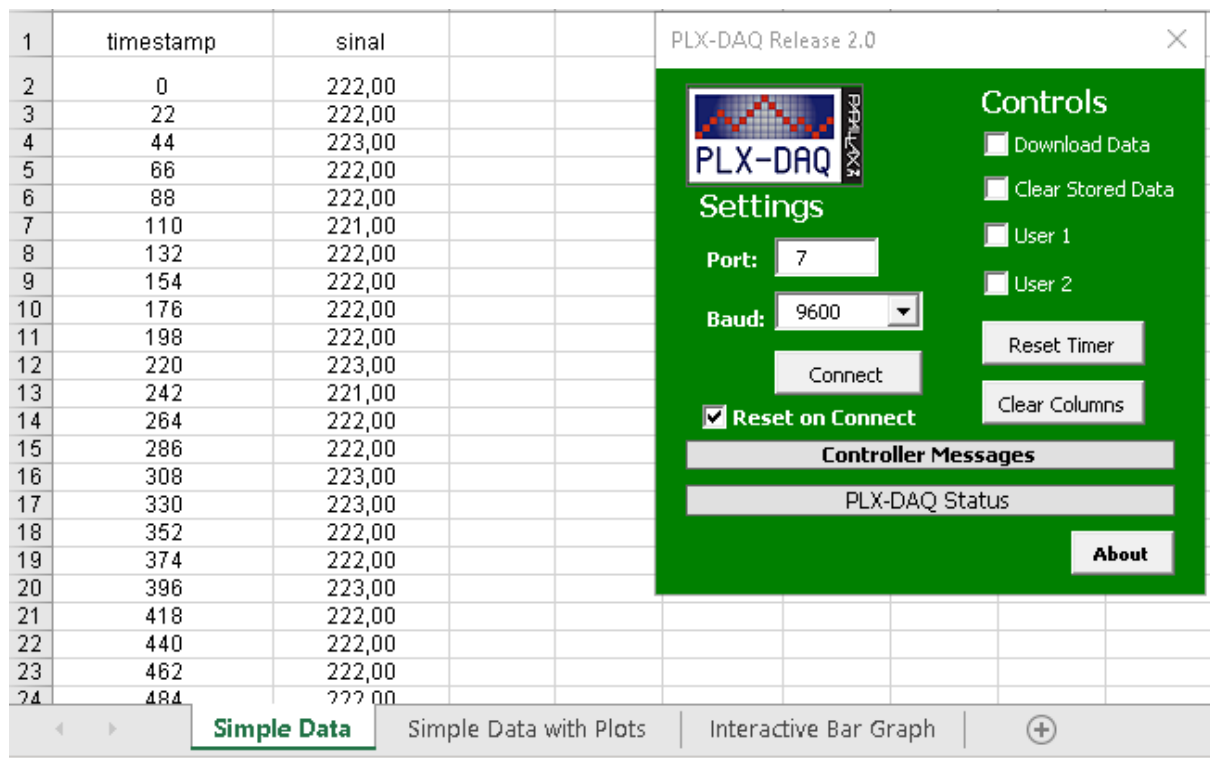 1 timestamp sinal
2 0 222,00
3 22 222,00
4 44 223,00
5 66 222,00
6 88 222,00
7 110 221,00
8 132 222,00
9 154 222,00
10 176 222,00
11 198 222,00
12 220 223,00
13 242 221,00
14 264 222,00
15 286 222,00
16 308 223,00
17 330 223,00
18 352 222,00
19 374 222,00
20 396 223,00
21 418 222,00
22 440 222,00
23 462 222,00
24 484 222,00
PLX-DAQ Release 2.0
PLX-DAQ
PARALLAX
Settings
Port: 7
Baud: 9600
Connect
Reset on Connect
Controls
Download Data
Clear Stored Data
User 1
User 2
Reset Timer
Clear Columns
Controller Messages
PLX-DAQ Status
About
Simple Data
Simple Data with Plots
Interactive Bar Graph